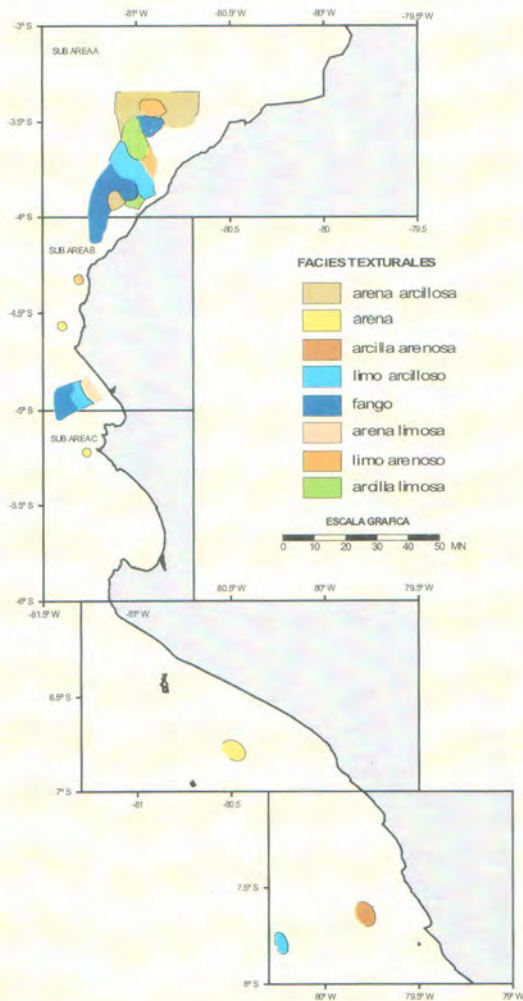 -81° W -80.5° W -80° W -79.5° W
-3° S
SUB AREA A
-3.5° S
-4° S
-80.5° W -80° W -79.5° W
SUB AREA B
FACIES TEXTURALES
arena arcillosa
-4.5° S
arena
arcilla arenosa
limo arcilloso
fango
-5° S
arena limosa
SUB AREA C
limo arenoso
arcilla limosa
-5.5° S
ESCALA GRAFICA
0 10 20 30 40 50 MN
-6° S
-81.5° W -81° W -80.5° W -80° W -79.5° W
6.5° S
7° S
-81 -80.5
7.5° S
8° S
80° W -79.5° W -79° W